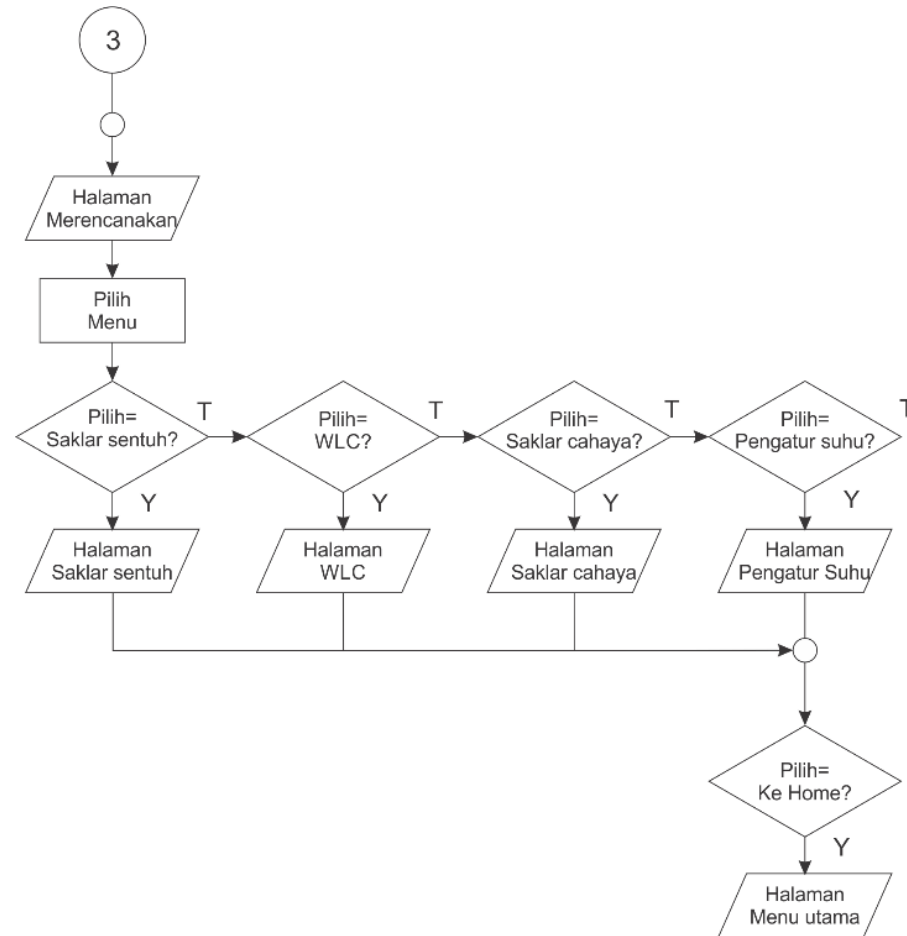 3
Halaman
Merencanakan
Pilih
Menu
Pilih=
Saklar sentuh?
T
Pilih=
WLC?
T
Pilih=
Saklar cahaya?
T
Pilih=
Pengatur suhu?
T
Y
Y
Y
Y
Halaman
Saklar sentuh
Halaman
WLC
Halaman
Saklar cahaya
Halaman
Pengatur Suhu
Pilih=
Ke Home?
Y
Halaman
Menu utama